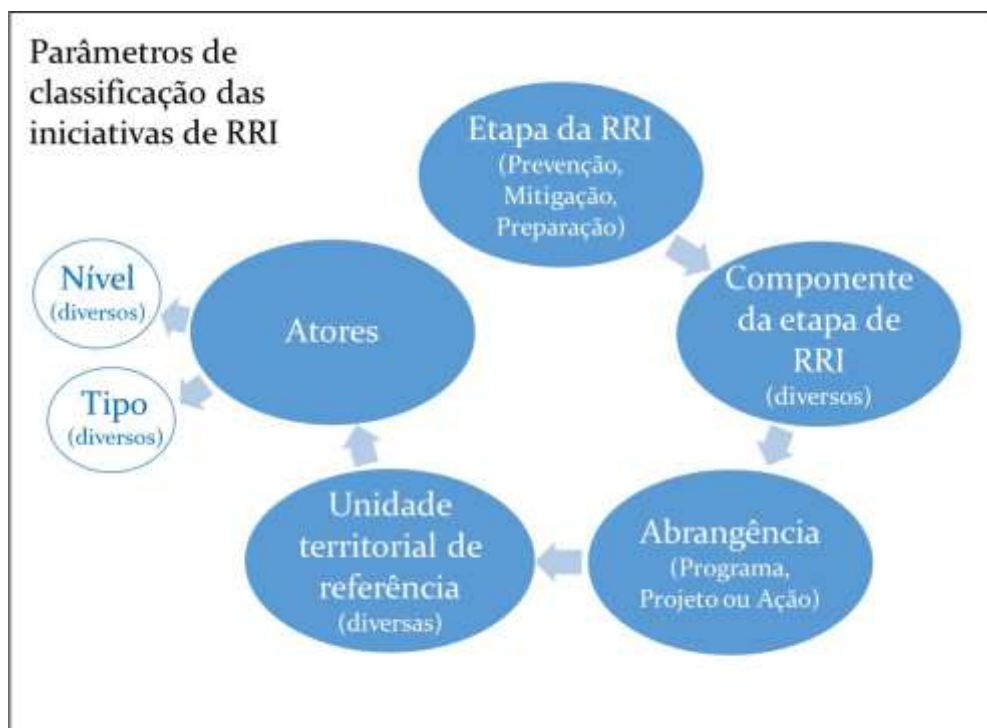 Parâmetros de
classificação das
iniciativas de RRI
Etapa da RRI
(Prevenção,
Mitigação,
Preparação)
Componente
da etapa de
RRI
(diversos)
Abrangência
(Programa,
Projeto ou Ação)
Unidade
territorial de
referência
(diversas)
Atores
Nível
(diversos)
Tipo
(diversos)